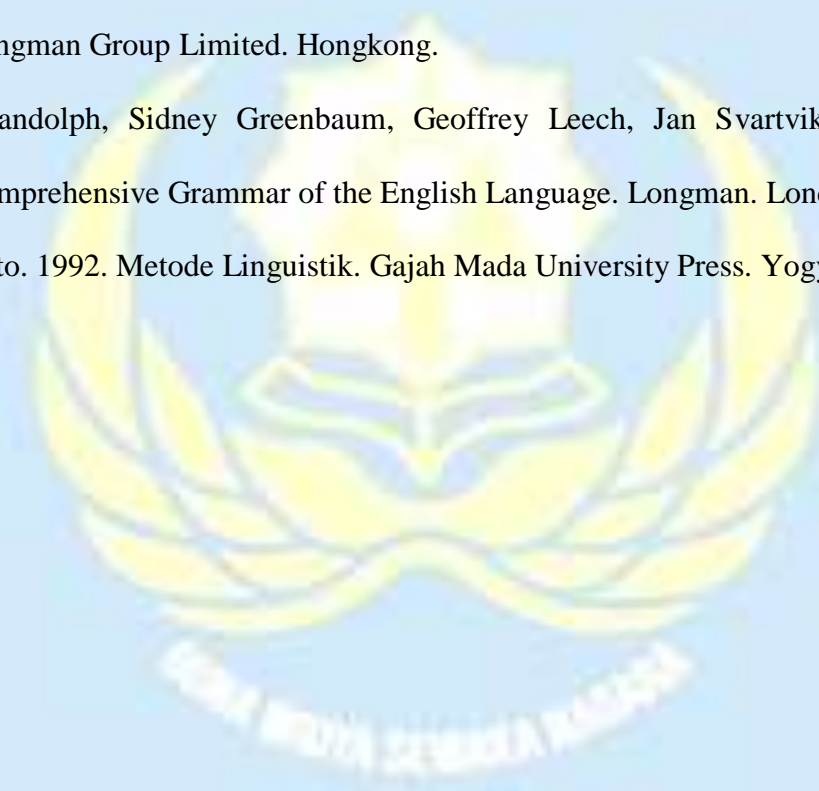 ngman Group Limited. Hongkong.
andolph, Sidney Greenbaum, Geoffrey Leech, Jan Svartvik
mprehensive Grammar of the English Language. Longman. Lon
to. 1992. Metode Linguistik. Gajah Mada University Press. Yogy